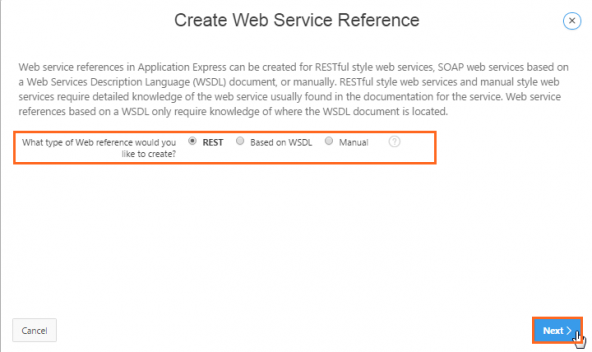 Create Web Service Reference
Web service references in Application Express can be created for RESTful style web services, SOAP web services based on
a Web Services Description Language (WSDL) document, or manually. RESTful style web services and manual style web
services require detailed knowledge of the web service usually found in the documentation for the service. Web service
references based on a WSDL only require knowledge of where the WSDL document is located.
What type of Web reference would you REST Based on WSDL Manual ?
like to create?
Cancel Next >